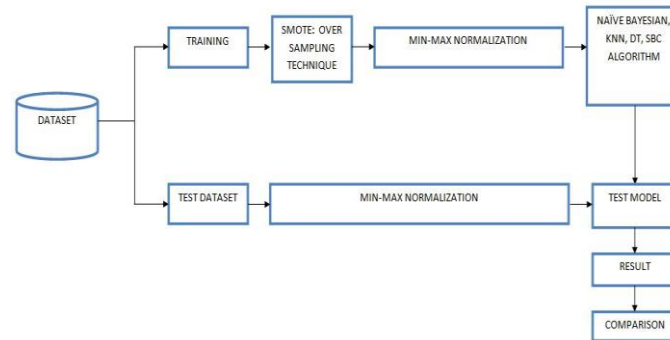 TRAINING
SMOTE: OVER
SAMPLING
TECHNIQUE
MIN-MAX NORMALIZATION
NAÏVE BAYESIAN,
KNN, DT, SBC
ALGORITHM
DATASET
TEST DATASET
MIN-MAX NORMALIZATION
TEST MODEL
RESULT
COMPARISON